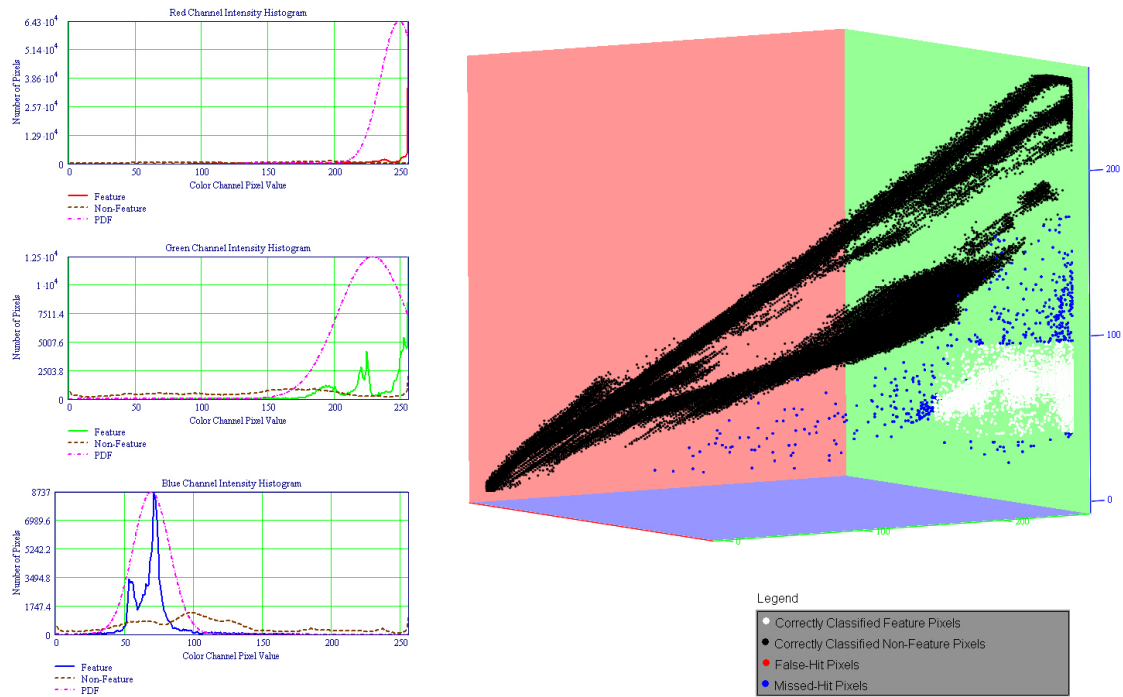 Red Channel Intensity Histogram
6.43·10⁴
5.14·10⁴
3.86·10⁴
2.57·10⁴
1.29·10⁴
0
Number of Pixels
0 50 100 150 200 250
Color Channel Pixel Value
Feature
Non-Feature
PDF
Green Channel Intensity Histogram
1.25·10⁴
1·10⁴
7511.4
5007.6
2503.8
0
Number of Pixels
0 50 100 150 200 250
Color Channel Pixel Value
Feature
Non-Feature
PDF
Blue Channel Intensity Histogram
8737
6989.6
5242.2
3494.8
1747.4
0
Number of Pixels
0 50 100 150 200 250
Color Channel Pixel Value
Feature
Non-Feature
PDF
200
100
0
0 100 200
Legend
Correctly Classified Feature Pixels
Correctly Classified Non-Feature Pixels
False-Hit Pixels
Missed-Hit Pixels